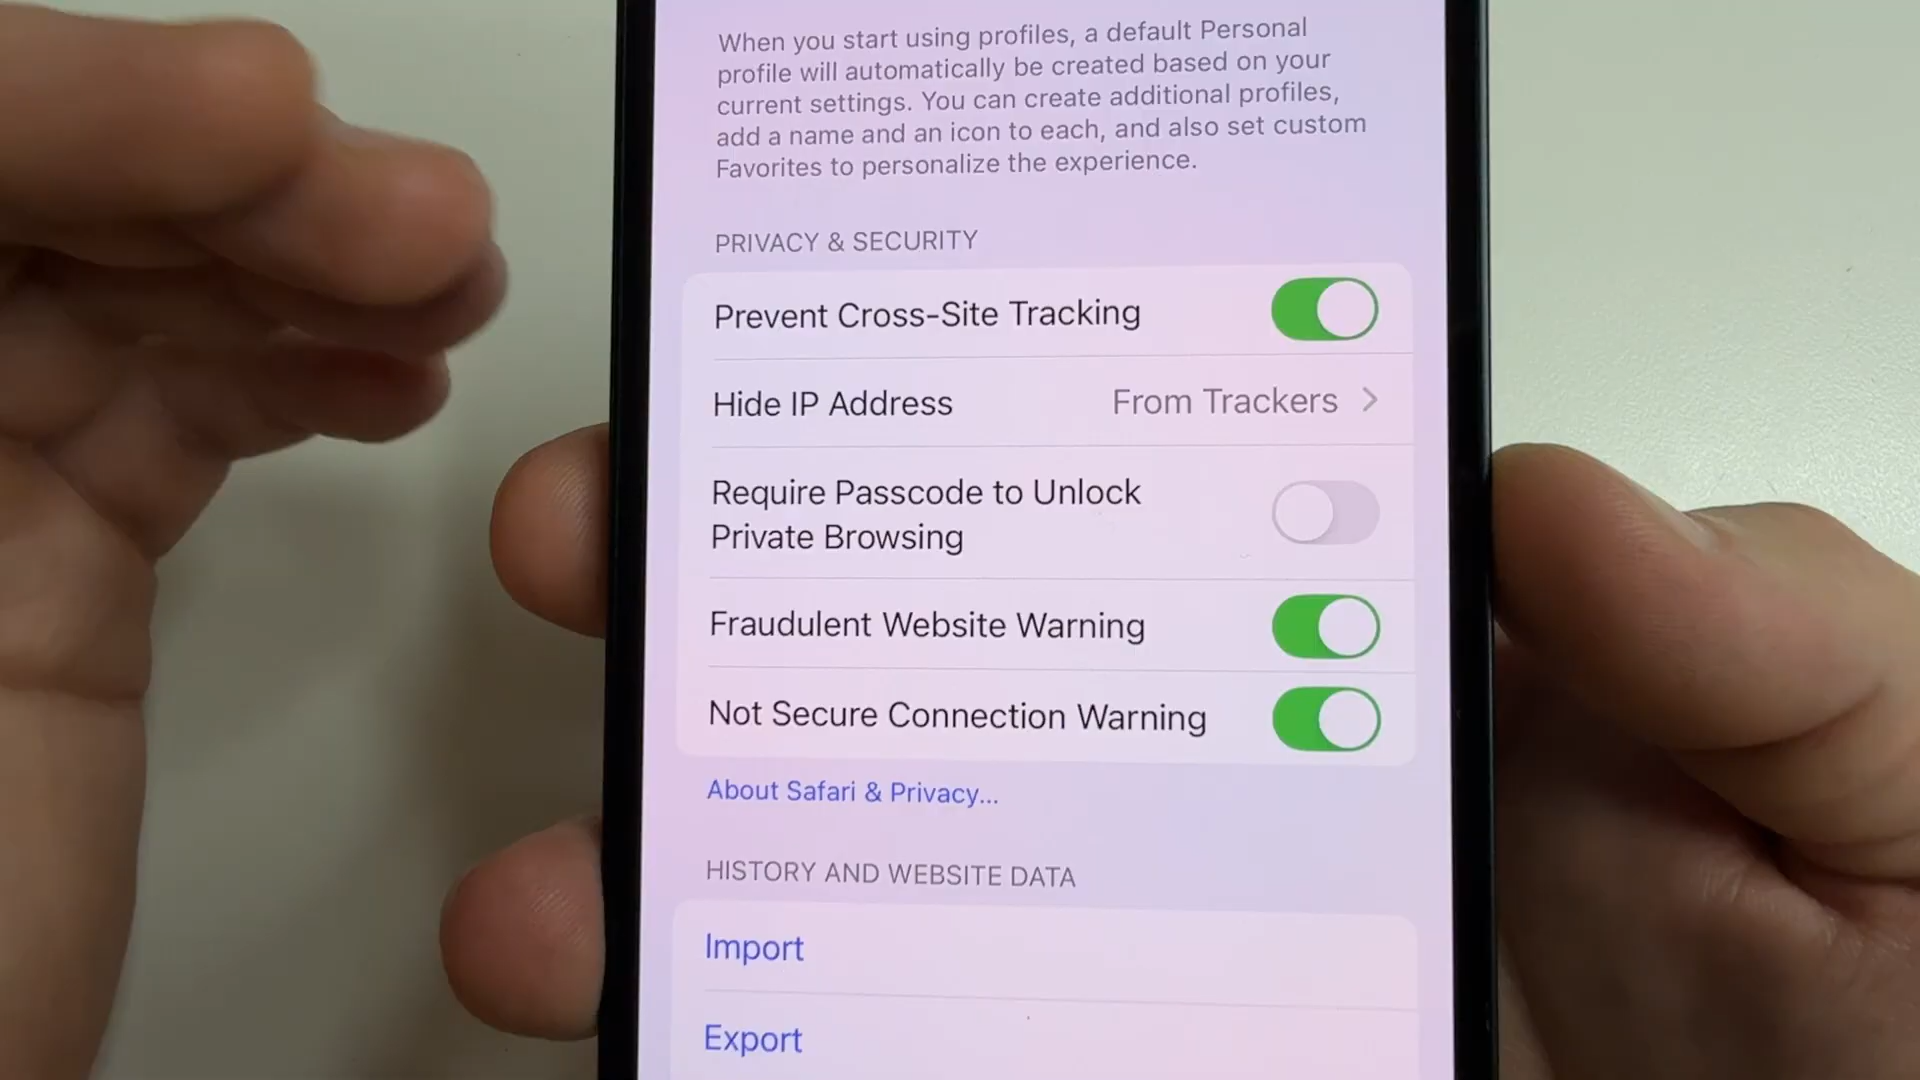 When you start using profiles, a default Personal
profile will automatically be created based on your
current settings. You can create additional profiles,
add a name and an icon to each, and also set custom
Favorites to personalize the experience.
PRIVACY & SECURITY
Prevent Cross-Site Tracking
Hide IP Address From Trackers
Require Passcode to Unlock
Private Browsing
Fraudulent Website Warning
Not Secure Connection Warning
About Safari & Privacy...
HISTORY AND WEBSITE DATA
Import
Export